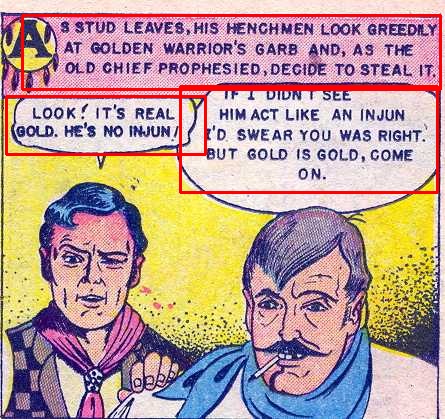 AS STUD LEAVES, HIS HENCHMEN LOOK GREEDILY
AT GOLDEN WARRIOR'S GARB AND, AS THE
OLD CHIEF PROPHESIED, DECIDE TO STEAL IT.
LOOK! IT'S REAL
GOLD. HE'S NO INJUN!
IF I DIDN'T SEE
HIM ACT LIKE AN INJUN
I'D SWEAR YOU WAS RIGHT.
BUT GOLD IS GOLD, COME
ON.